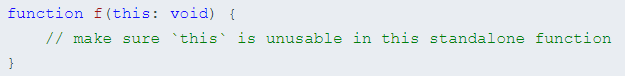 function f(this: void) {
    // make sure `this` is unusable in this standalone function
}